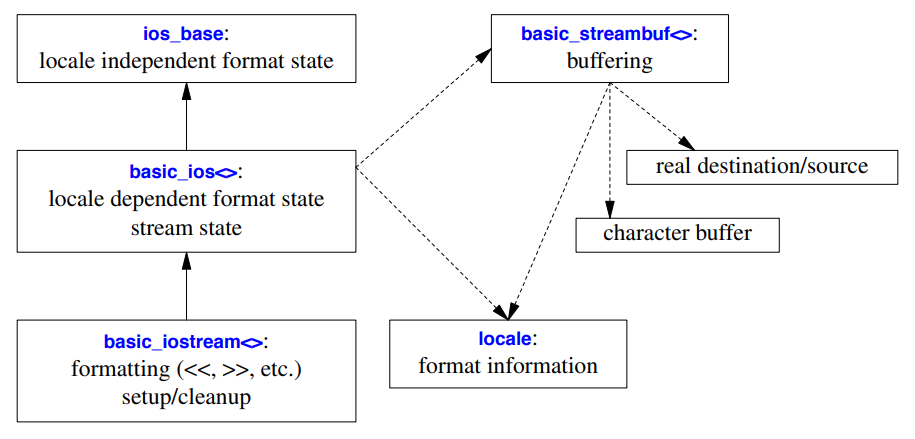 ios_base:
locale independent format state
basic_streambuf<>:
buffering
basic_ios<>:
locale dependent format state
stream state
real destination/source
character buffer
basic_iostream<>:
formatting (<<, >>, etc.)
setup/cleanup
locale:
format information